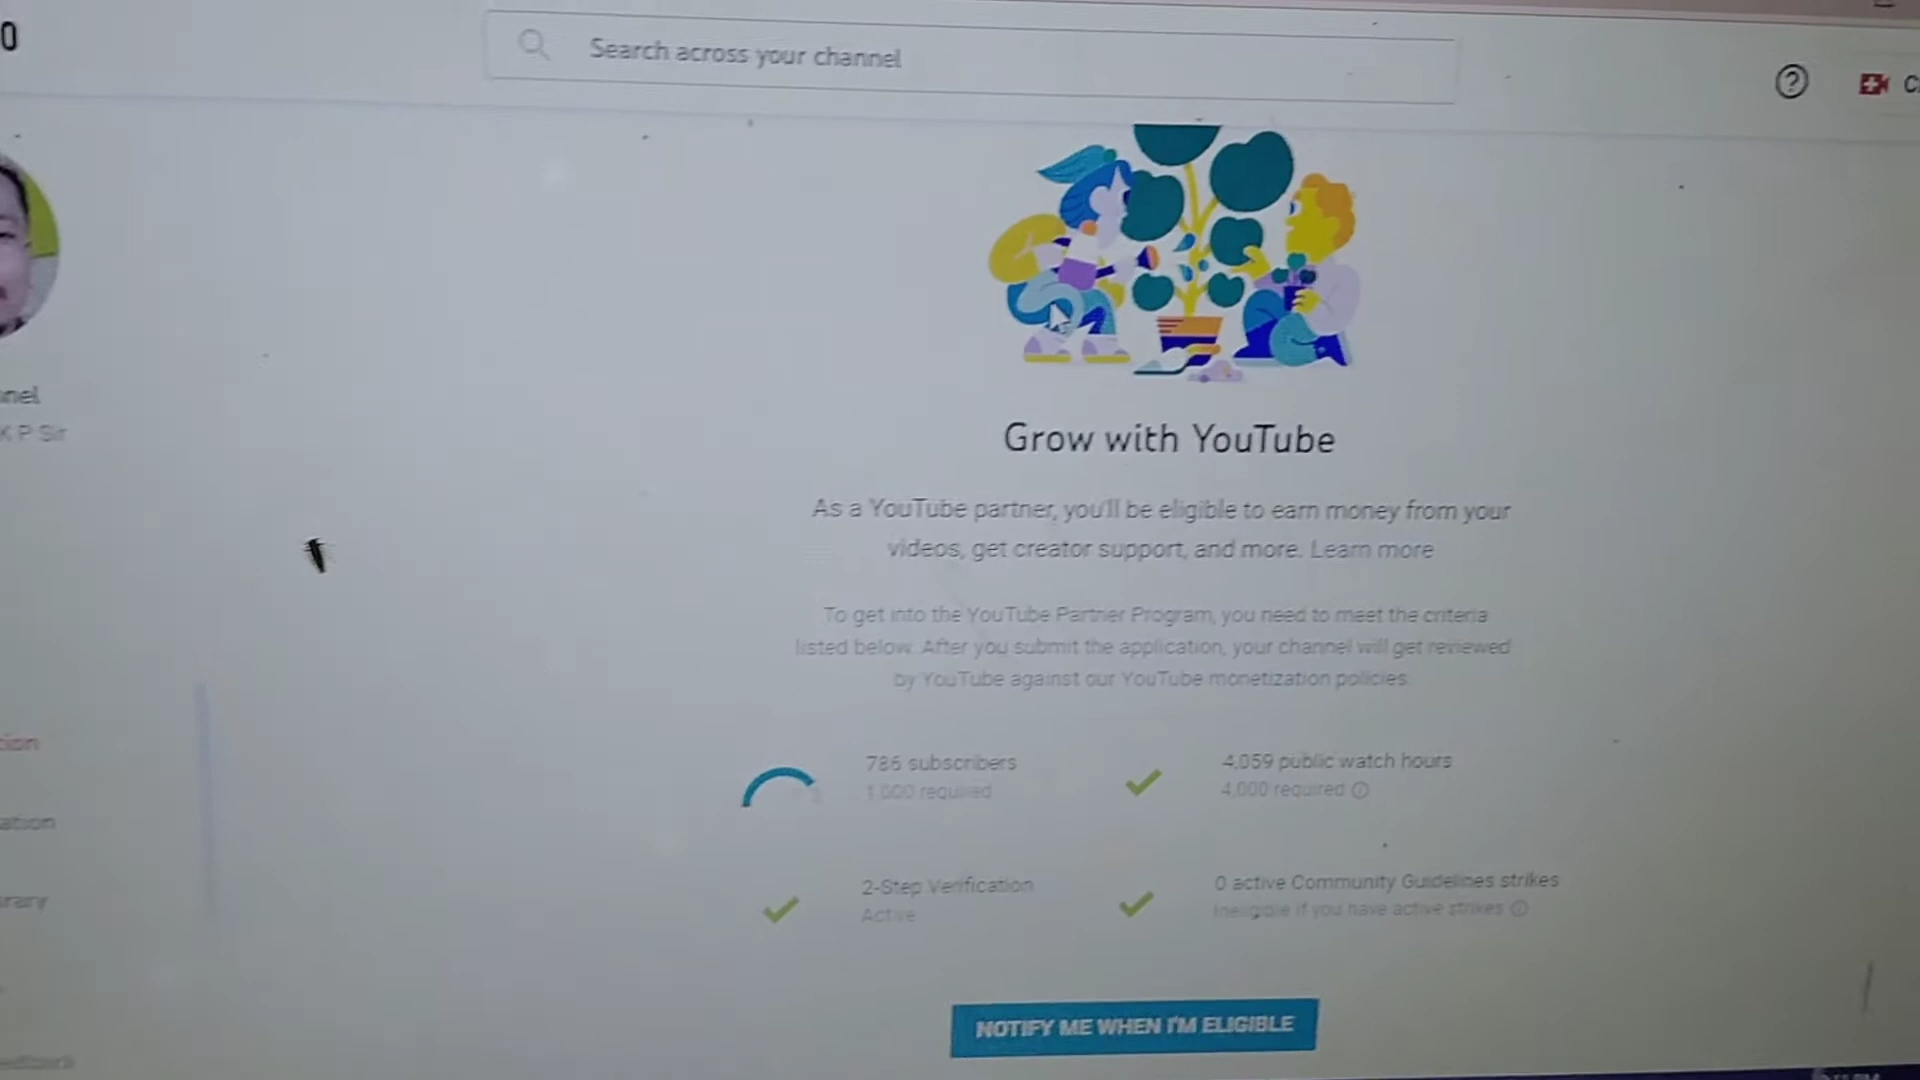 Search across your channel
K P Sir
Grow with YouTube
As a YouTube partner, you'll be eligible to earn money from your
videos, get creator support, and more. Learn more
To get into the YouTube Partner Program, you need to meet the criteria
listed below. After you submit the application, your channel will get reviewed
by YouTube against our YouTube monetization policies.
786 subscribers
1,000 required
4,059 public watch hours
4,000 required
2-Step Verification
Active
0 active Community Guidelines strikes
Ineligible if you have active strikes
NOTIFY ME WHEN I'M ELIGIBLE